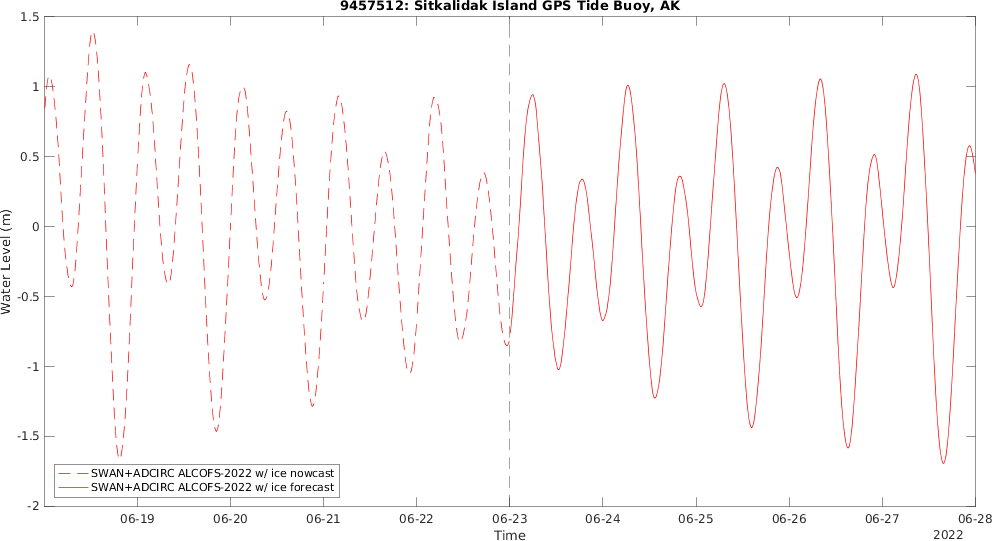 9457512: Sitkalidak Island GPS Tide Buoy, AK
1.5
1
0.5
0
-0.5
-1
-1.5
-2
Water Level (m)
SWAN+ADCIRC ALCOFS-2022 w/ ice nowcast
SWAN+ADCIRC ALCOFS-2022 w/ ice forecast
06-19 06-20 06-21 06-22 06-23 06-24 06-25 06-26 06-27 06-28
Time
2022